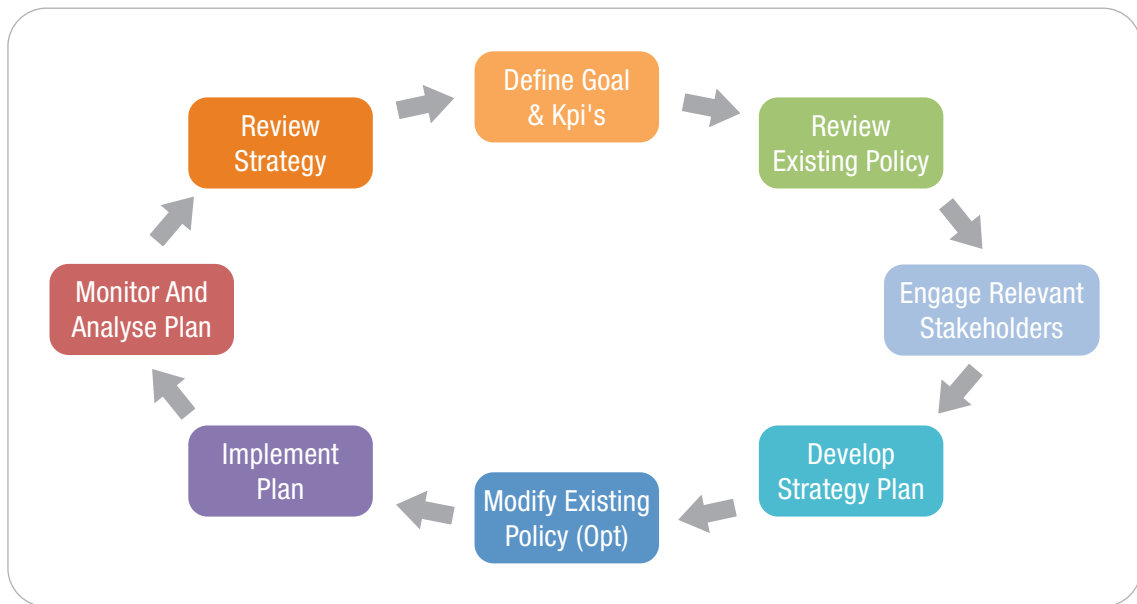 Define Goal
& Kpi's
Review
Existing Policy
Engage Relevant
Stakeholders
Develop
Strategy Plan
Modify Existing
Policy (Opt)
Implement
Plan
Monitor And
Analyse Plan
Review
Strategy